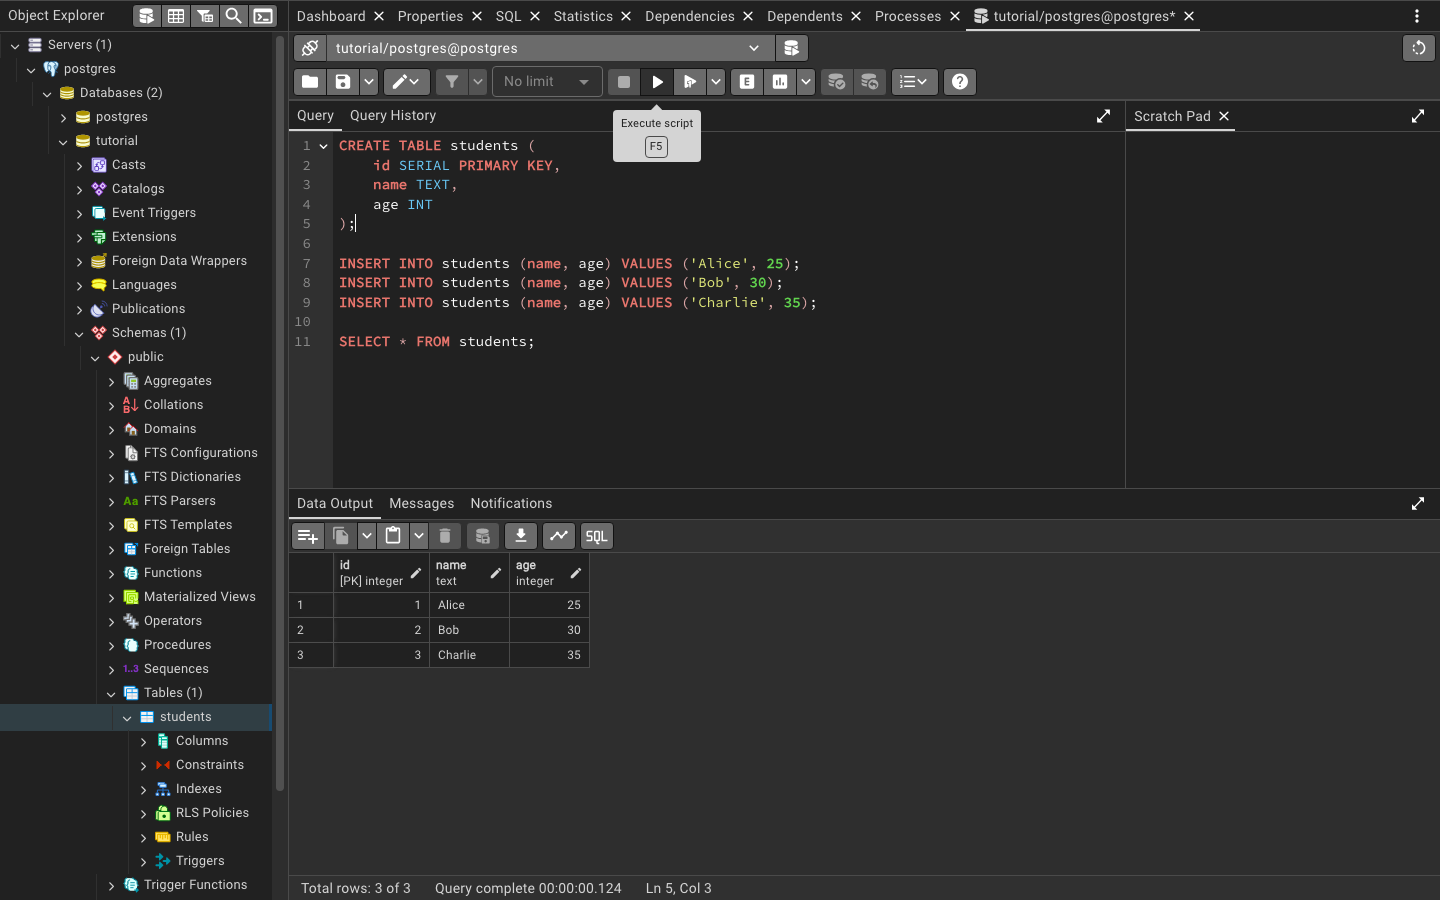 Object Explorer
Servers (1)
postgres
Databases (2)
postgres
tutorial
Casts
Catalogs
Event Triggers
Extensions
Foreign Data Wrappers
Languages
Publications
Schemas (1)
public
Aggregates
Collations
Domains
FTS Configurations
FTS Dictionaries
Aa FTS Parsers
FTS Templates
Foreign Tables
Functions
Materialized Views
Operators
Procedures
1..3 Sequences
Tables (1)
students
Columns
Constraints
Indexes
RLS Policies
Rules
Triggers
Trigger Functions
Dashboard Properties SQL Statistics Dependencies Dependents Processes tutorial/postgres@postgres*
tutorial/postgres@postgres
No limit E
Execute script
F5
Query Query History Scratch Pad
1 CREATE TABLE students (
2 id SERIAL PRIMARY KEY,
3 name TEXT,
4 age INT
5 );
6
7 INSERT INTO students (name, age) VALUES ('Alice', 25);
8 INSERT INTO students (name, age) VALUES ('Bob', 30);
9 INSERT INTO students (name, age) VALUES ('Charlie', 35);
10
11 SELECT * FROM students;
Data Output Messages Notifications
SQL
id name age
[PK] integer text integer
1 1 Alice 25
2 2 Bob 30
3 3 Charlie 35
Total rows: 3 of 3 Query complete 00:00:00.124 Ln 5, Col 3